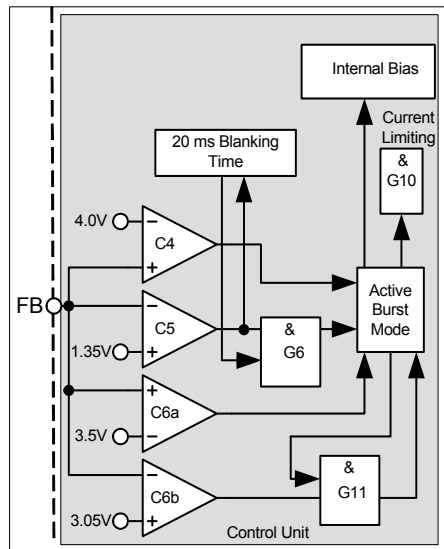 Internal Bias
Current
Limiting
20 ms Blanking
Time
&
G10
4.0V
−
C4
+
FB
−
C5
1.35V
+
&
G6
Active
Burst
Mode
+
C6a
3.5V
−
−
C6b
3.05V
+
&
G11
Control Unit